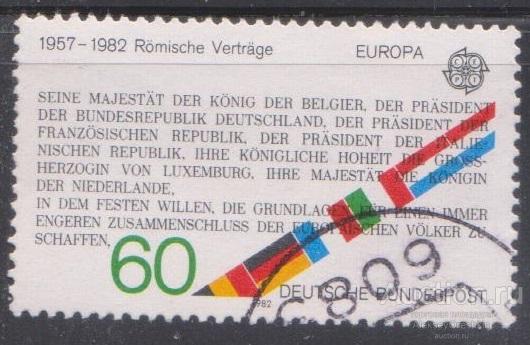 1957–1982 Römische Verträge EUROPA
SEINE MAJESTÄT DER KÖNIG DER BELGIER, DER PRÄSIDENT
DER BUNDESREPUBLIK DEUTSCHLAND, DER PRÄSIDENT DER
FRANZÖSISCHEN REPUBLIK, DER PRÄSIDENT DER ITALIE-
NISCHEN REPUBLIK, IHRE KÖNIGLICHE HOHEIT DIE GROSS-
HERZOGIN VON LUXEMBURG, IHRE MAJESTÄT DIE KÖNIGIN
DER NIEDERLANDE,
IN DEM FESTEN WILLEN, DIE GRUNDLAGEN FÜR EINEN IMMER
ENGEREN ZUSAMMENSCHLUSS DER EUROPÄISCHEN VÖLKER ZU
SCHAFFEN,
60
1982 DEUTSCHE BUNDESPOST
6809